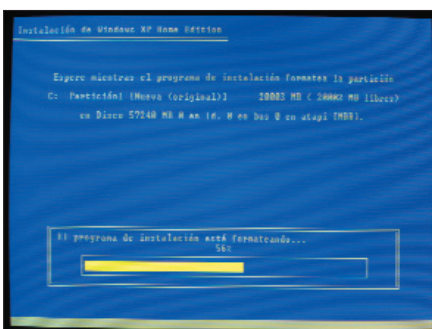 Instalación de Windows XP Home Edition
Espere mientras el programa de instalación formatea la partición
C: Partición1 [Nueva (original)] 20003 MB ( 20002 MB libres)
en Disco 57240 MB 0 en Id. 0 en bus 0 en atapi [MBR].
El programa de instalación está formateando...
56%